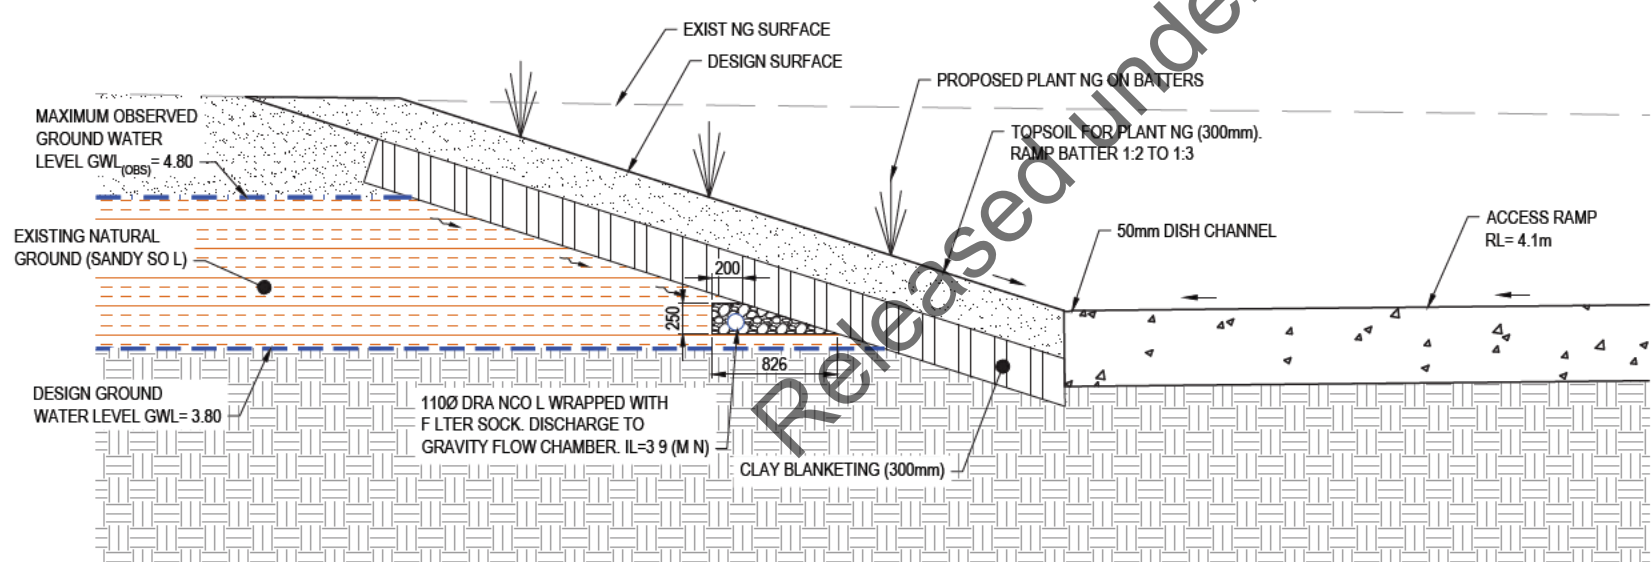 EXIST NG SURFACE
DESIGN SURFACE
PROPOSED PLANT NG ON BATTERS
MAXIMUM OBSERVED
GROUND WATER
LEVEL GWL(OBS)= 4.80
TOPSOIL FOR PLANT NG (300mm).
RAMP BATTER 1:2 TO 1:3
EXISTING NATURAL
GROUND (SANDY SO L)
50mm DISH CHANNEL
ACCESS RAMP
RL= 4.1m
200
250
826
DESIGN GROUND
WATER LEVEL GWL= 3.80
110Ø DRA NCO L WRAPPED WITH
F LTER SOCK. DISCHARGE TO
GRAVITY FLOW CHAMBER. IL=3 9 (M N)
CLAY BLANKETING (300mm)
Released unde